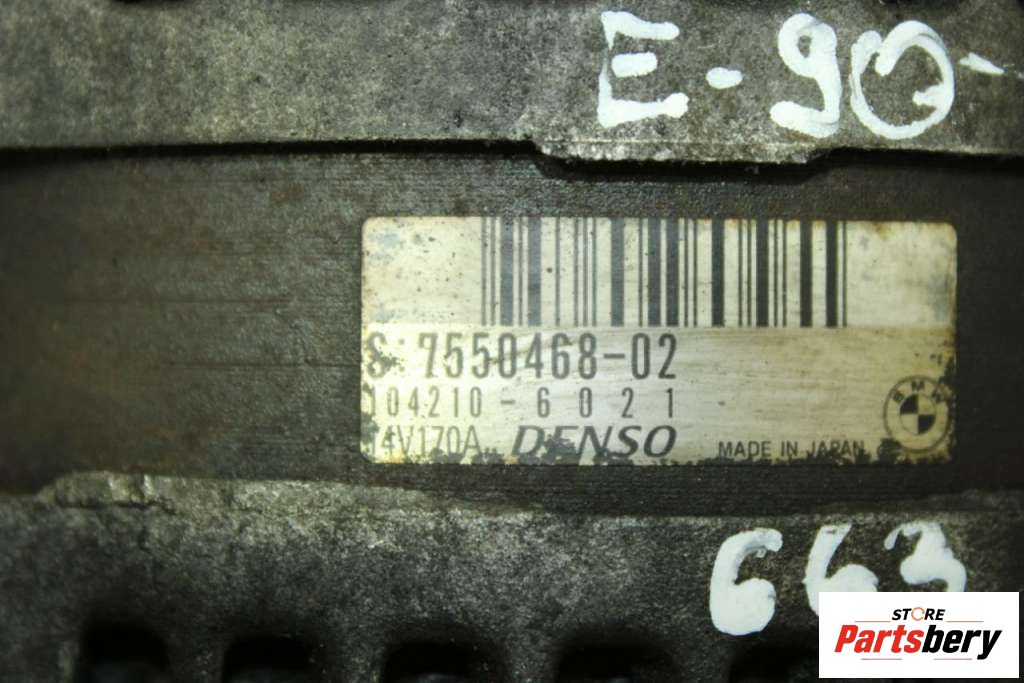 E-90-
S:7550468-02
104210-6021
14V170A DENSO MADE IN JAPAN
BMW
663
STORE
Partsbery